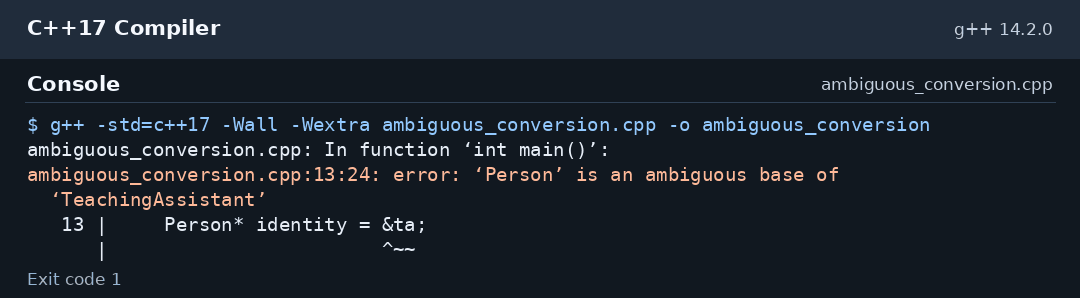 C++17 Compiler
g++ 14.2.0
Console
ambiguous_conversion.cpp
$ g++ -std=c++17 -Wall -Wextra ambiguous_conversion.cpp -o ambiguous_conversion
ambiguous_conversion.cpp: In function ‘int main()’:
ambiguous_conversion.cpp:13:24: error: ‘Person’ is an ambiguous base of
  ‘TeachingAssistant’
   13 |     Person* identity = &ta;
      |                        ^~~
Exit code 1